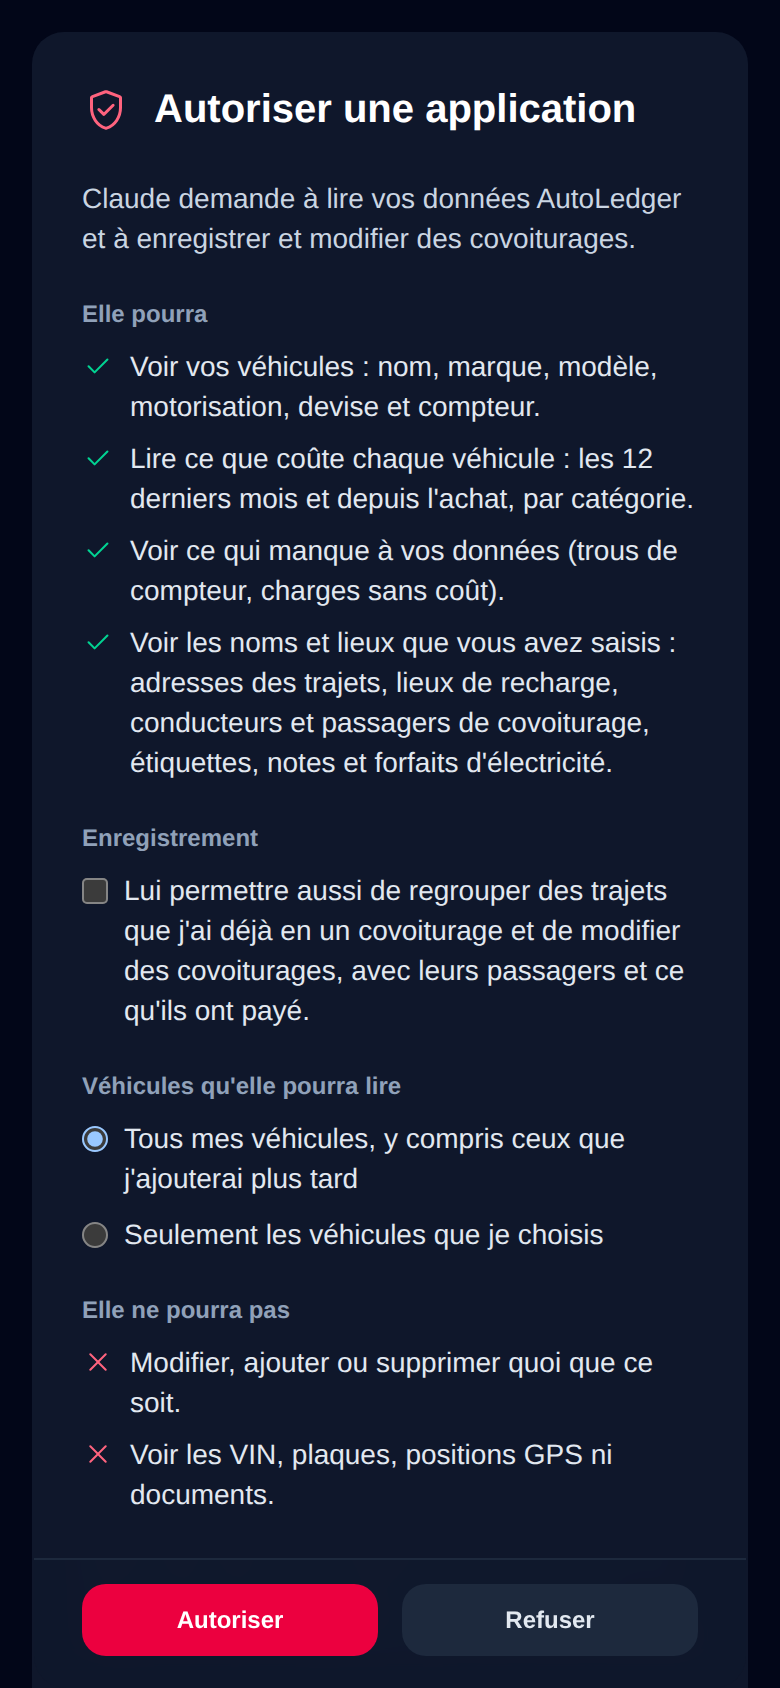 Autoriser une application
Claude demande à lire vos données AutoLedger
et à enregistrer et modifier des covoiturages.
Elle pourra
Voir vos véhicules : nom, marque, modèle,
motorisation, devise et compteur.
Lire ce que coûte chaque véhicule : les 12
derniers mois et depuis l'achat, par catégorie.
Voir ce qui manque à vos données (trous de
compteur, charges sans coût).
Voir les noms et lieux que vous avez saisis :
adresses des trajets, lieux de recharge,
conducteurs et passagers de covoiturage,
étiquettes, notes et forfaits d'électricité.
Enregistrement
Lui permettre aussi de regrouper des trajets
que j'ai déjà en un covoiturage et de modifier
des covoiturages, avec leurs passagers et ce
qu'ils ont payé.
Véhicules qu'elle pourra lire
Tous mes véhicules, y compris ceux que
j'ajouterai plus tard
Seulement les véhicules que je choisis
Elle ne pourra pas
Modifier, ajouter ou supprimer quoi que ce
soit.
Voir les VIN, plaques, positions GPS ni
documents.
Autoriser
Refuser